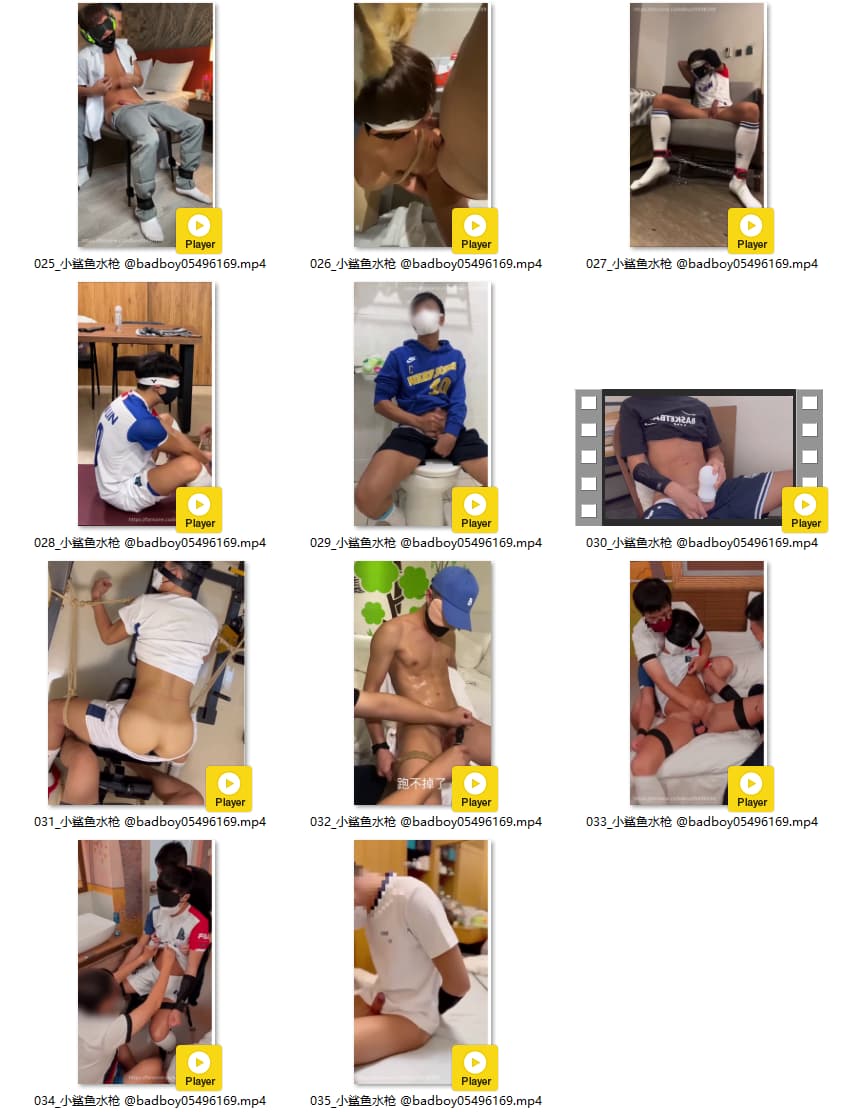 Player Player Player
025_小鲨鱼水枪 @badboy05496169.mp4 026_小鲨鱼水枪 @badboy05496169.mp4 027_小鲨鱼水枪 @badboy05496169.mp4
Player Player Player
028_小鲨鱼水枪 @badboy05496169.mp4 029_小鲨鱼水枪 @badboy05496169.mp4 030_小鲨鱼水枪 @badboy05496169.mp4
跑不掉了
Player Player Player
031_小鲨鱼水枪 @badboy05496169.mp4 032_小鲨鱼水枪 @badboy05496169.mp4 033_小鲨鱼水枪 @badboy05496169.mp4
Player Player
034_小鲨鱼水枪 @badboy05496169.mp4 035_小鲨鱼水枪 @badboy05496169.mp4